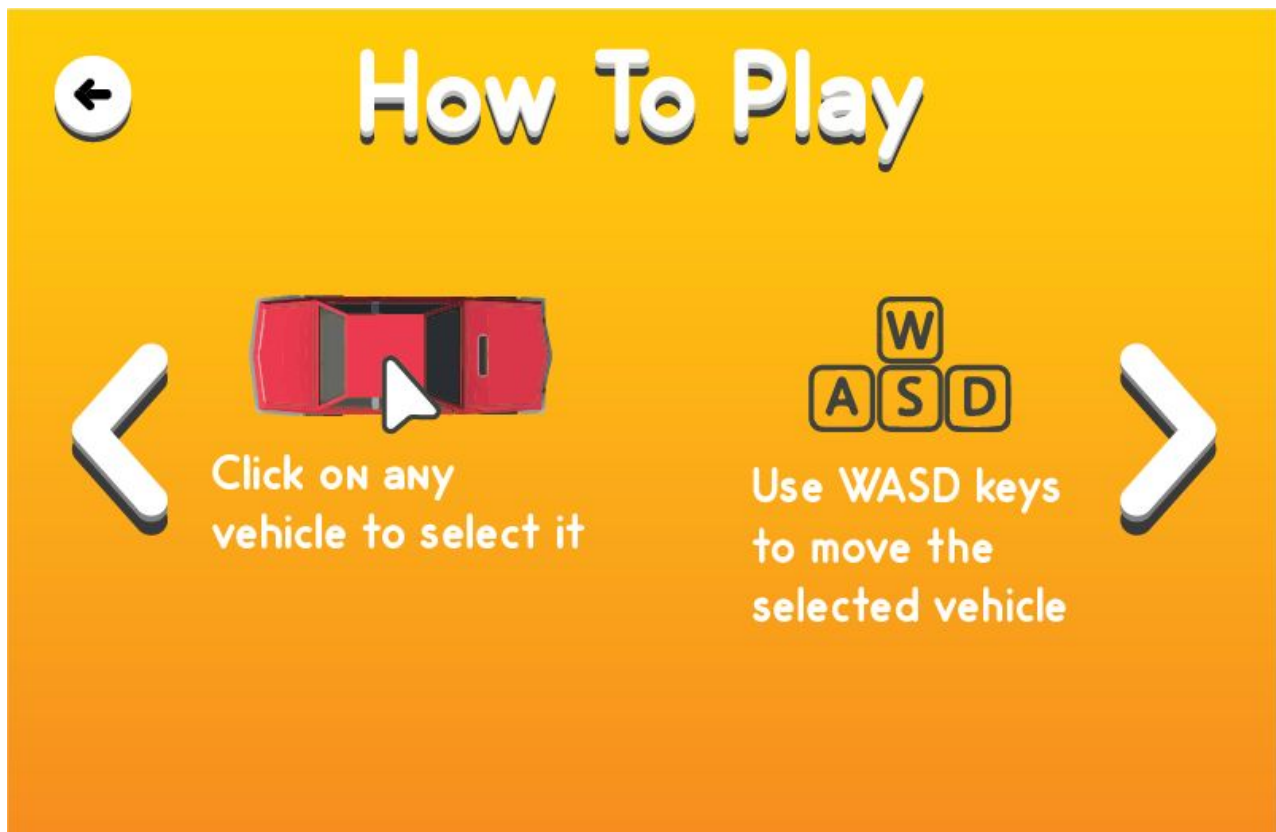 How To Play
Click on any
vehicle to select it
W
A S D
Use WASD keys
to move the
selected vehicle